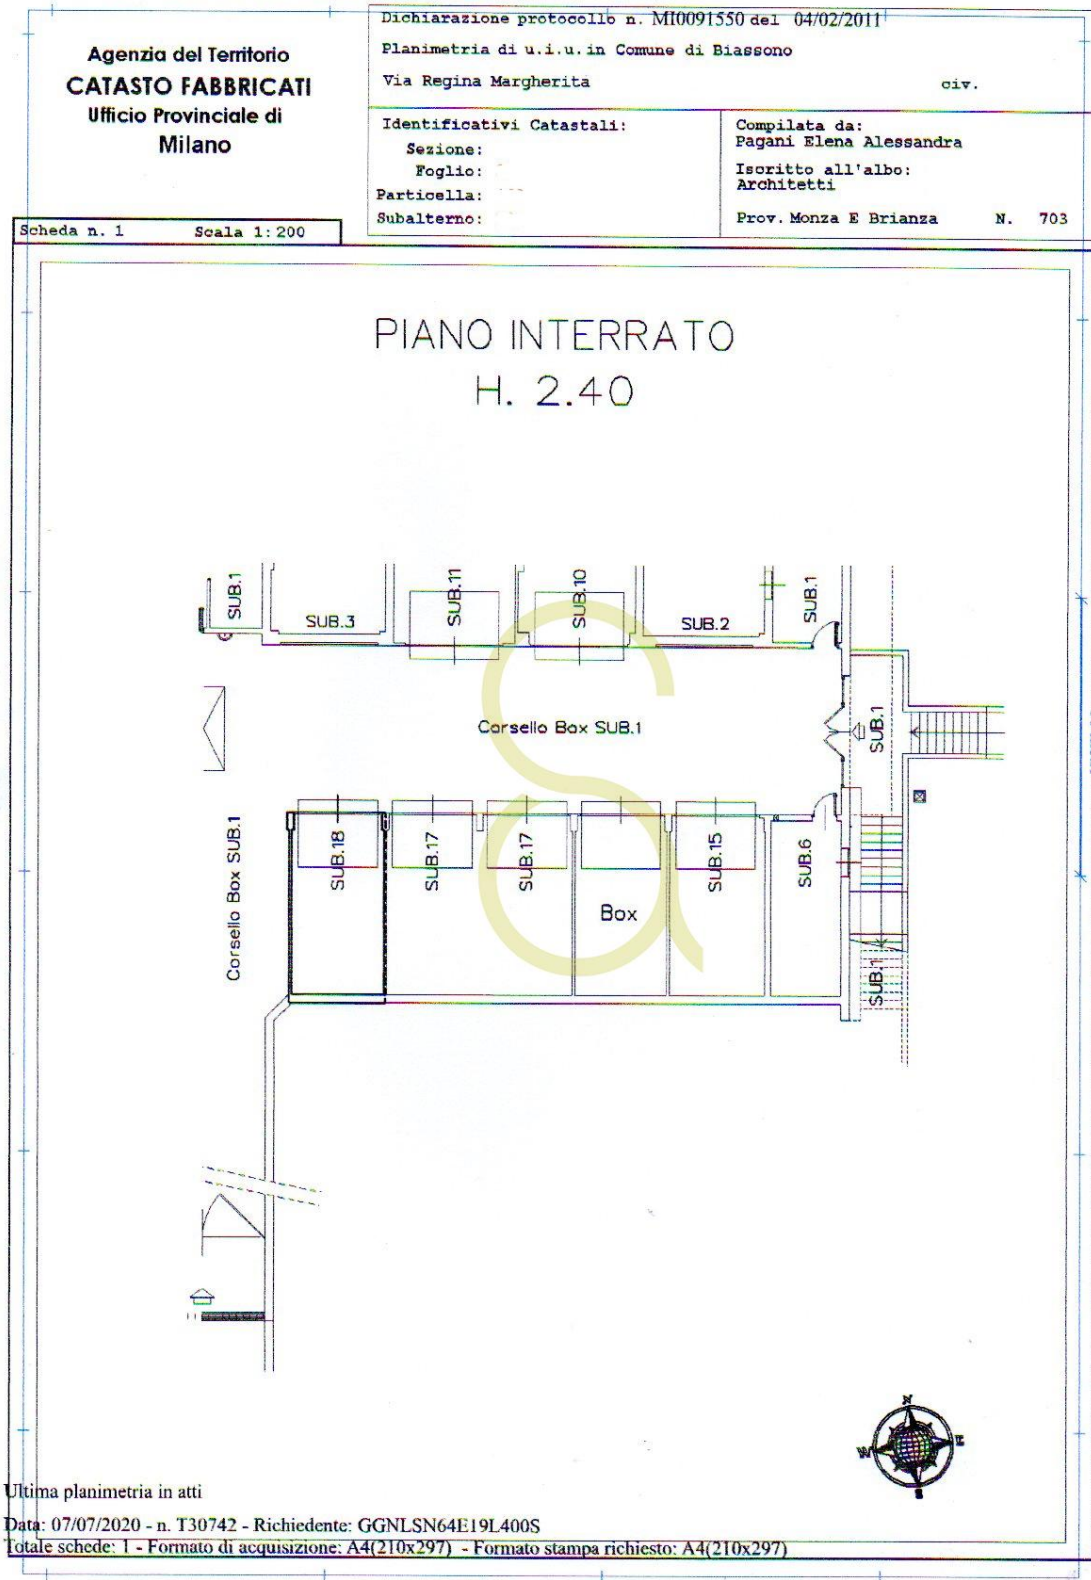 Agenzia del Territorio
CATASTO FABBRICATI
Ufficio Provinciale di
Milano
Dichiarazione protocollo n. MI0091550 del 04/02/2011
Planimetria di u.i.u. in Comune di Biassono
Via Regina Margherita civ.
Identificativi Catastali:
Sezione:
Foglio:
Particella:
Subalterno:
Compilata da:
Pagani Elena Alessandra
Iscritto all'albo:
Architetti
Prov. Monza E Brianza N. 703
Scheda n. 1 Scala 1:200
PIANO INTERRATO
H. 2.40
SUB.1
SUB.3
SUB.11
SUB.10
SUB.2
SUB.1
Corsello Box SUB.1
SUB.1
Corsello Box SUB.1
SUB.18
SUB.17
SUB.17
Box
SUB.15
SUB.6
SUB.1
N
W
E
S
Ultima planimetria in atti
Data: 07/07/2020 - n. T30742 - Richiedente: GGNLSN64E19L400S
Totale schede: 1 - Formato di acquisizione: A4(210x297) - Formato stampa richiesto: A4(210x297)